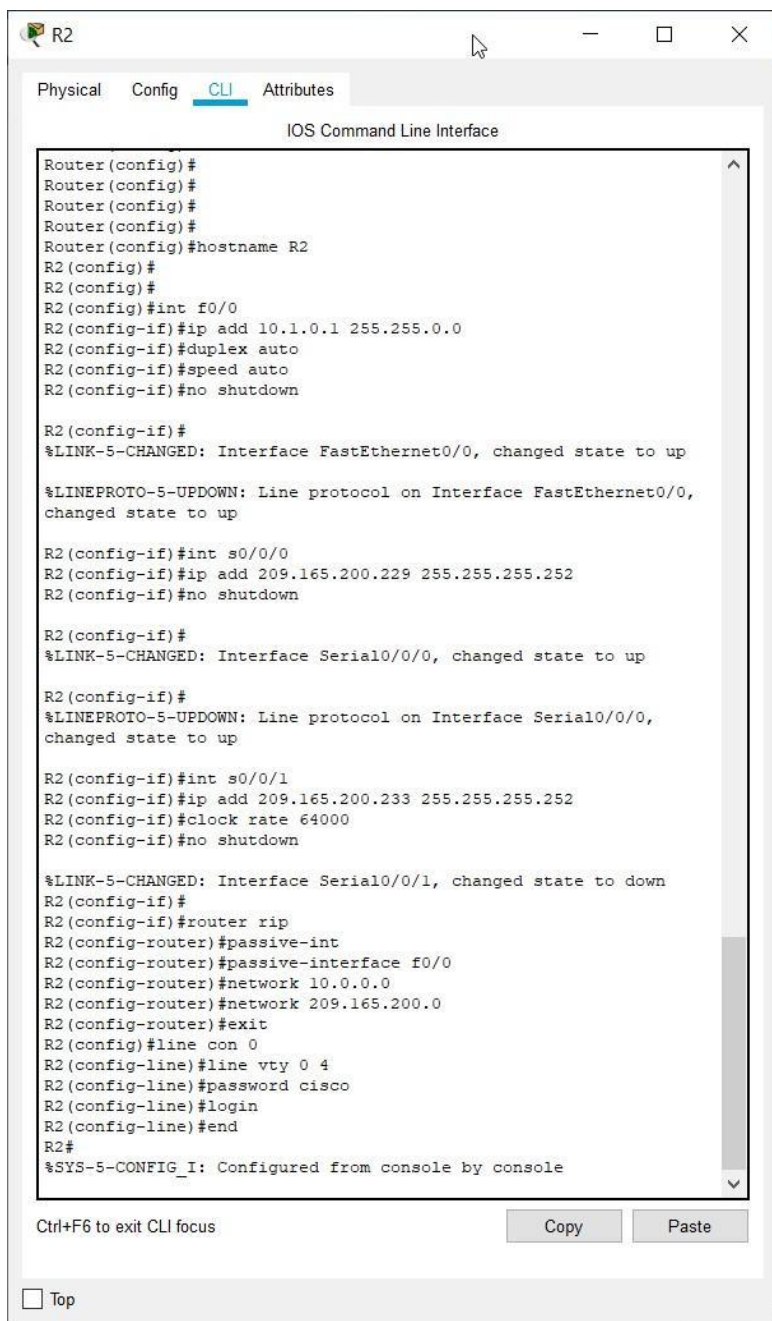 R2
Physical Config CLI Attributes
IOS Command Line Interface
Router(config)#
Router(config)#
Router(config)#
Router(config)#
Router(config)#hostname R2
R2(config)#
R2(config)#
R2(config)#int f0/0
R2(config-if)#ip add 10.1.0.1 255.255.0.0
R2(config-if)#duplex auto
R2(config-if)#speed auto
R2(config-if)#no shutdown
R2(config-if)#
%LINK-5-CHANGED: Interface FastEthernet0/0, changed state to up
%LINEPROTO-5-UPDOWN: Line protocol on Interface FastEthernet0/0,
changed state to up
R2(config-if)#int s0/0/0
R2(config-if)#ip add 209.165.200.229 255.255.255.252
R2(config-if)#no shutdown
R2(config-if)#
%LINK-5-CHANGED: Interface Serial0/0/0, changed state to up
R2(config-if)#
%LINEPROTO-5-UPDOWN: Line protocol on Interface Serial0/0/0,
changed state to up
R2(config-if)#int s0/0/1
R2(config-if)#ip add 209.165.200.233 255.255.255.252
R2(config-if)#clock rate 64000
R2(config-if)#no shutdown
%LINK-5-CHANGED: Interface Serial0/0/1, changed state to down
R2(config-if)#
R2(config-if)#router rip
R2(config-router)#passive-int
R2(config-router)#passive-interface f0/0
R2(config-router)#network 10.0.0.0
R2(config-router)#network 209.165.200.0
R2(config-router)#exit
R2(config)#line con 0
R2(config-line)#line vty 0 4
R2(config-line)#password cisco
R2(config-line)#login
R2(config-line)#end
R2#
%SYS-5-CONFIG_I: Configured from console by console
Ctrl+F6 to exit CLI focus
Copy Paste
Top